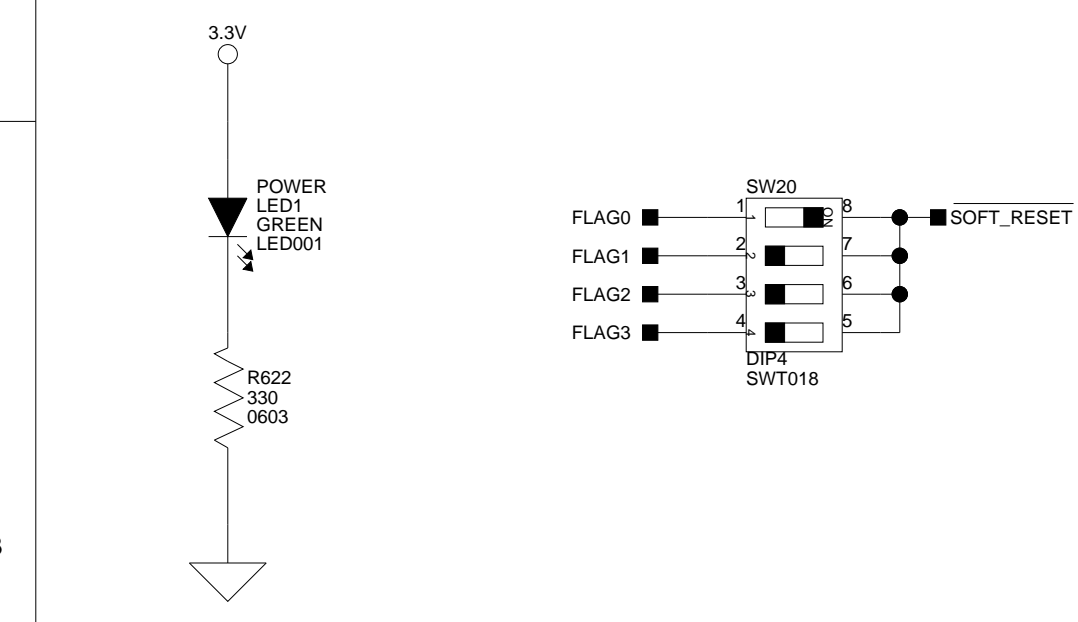 3.3V
POWER
LED1
GREEN
LED001
R622
330
0603
SW20
FLAG0 1 1 ON 8 SOFT_RESET
FLAG1 2 2 7
FLAG2 3 3 6
FLAG3 4 4 5
DIP4
SWT018